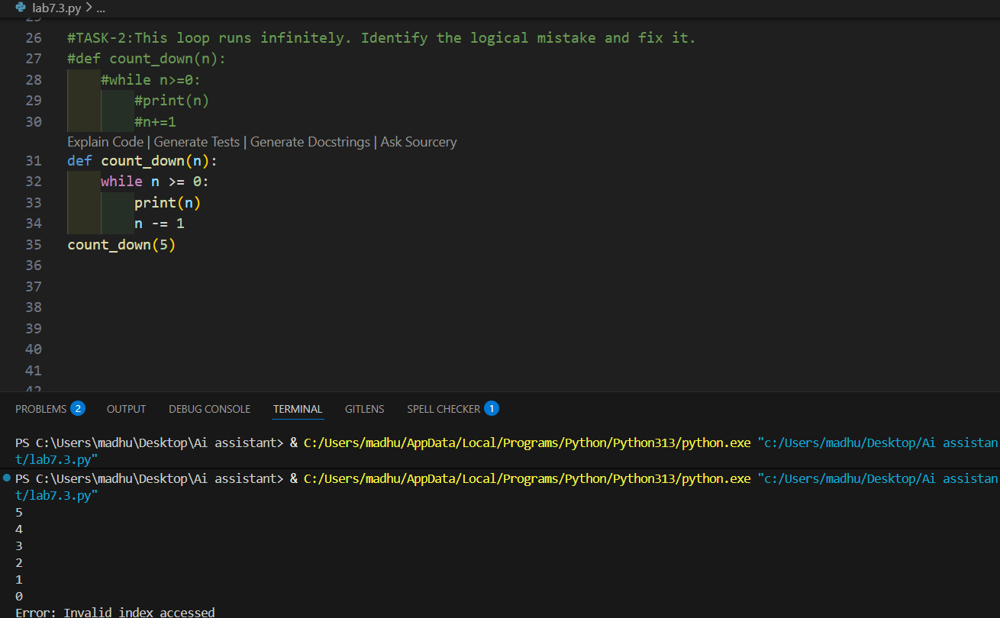 lab7.3.py > ...
25
26 #TASK-2:This loop runs infinitely. Identify the logical mistake and fix it.
27 #def count_down(n):
28     #while n>=0:
29         #print(n)
30         #n+=1
Explain Code | Generate Tests | Generate Docstrings | Ask Sourcery
31 def count_down(n):
32     while n >= 0:
33         print(n)
34         n -= 1
35 count_down(5)
36
37
38
39
40
41
42
PROBLEMS 2 OUTPUT DEBUG CONSOLE TERMINAL GITLENS SPELL CHECKER 1
PS C:\Users\madhu\Desktop\Ai assistant> & C:/Users/madhu/AppData/Local/Programs/Python/Python313/python.exe "c:/Users/madhu/Desktop/Ai assistan
t/lab7.3.py"
PS C:\Users\madhu\Desktop\Ai assistant> & C:/Users/madhu/AppData/Local/Programs/Python/Python313/python.exe "c:/Users/madhu/Desktop/Ai assistan
t/lab7.3.py"
5
4
3
2
1
0
Error: Invalid index accessed